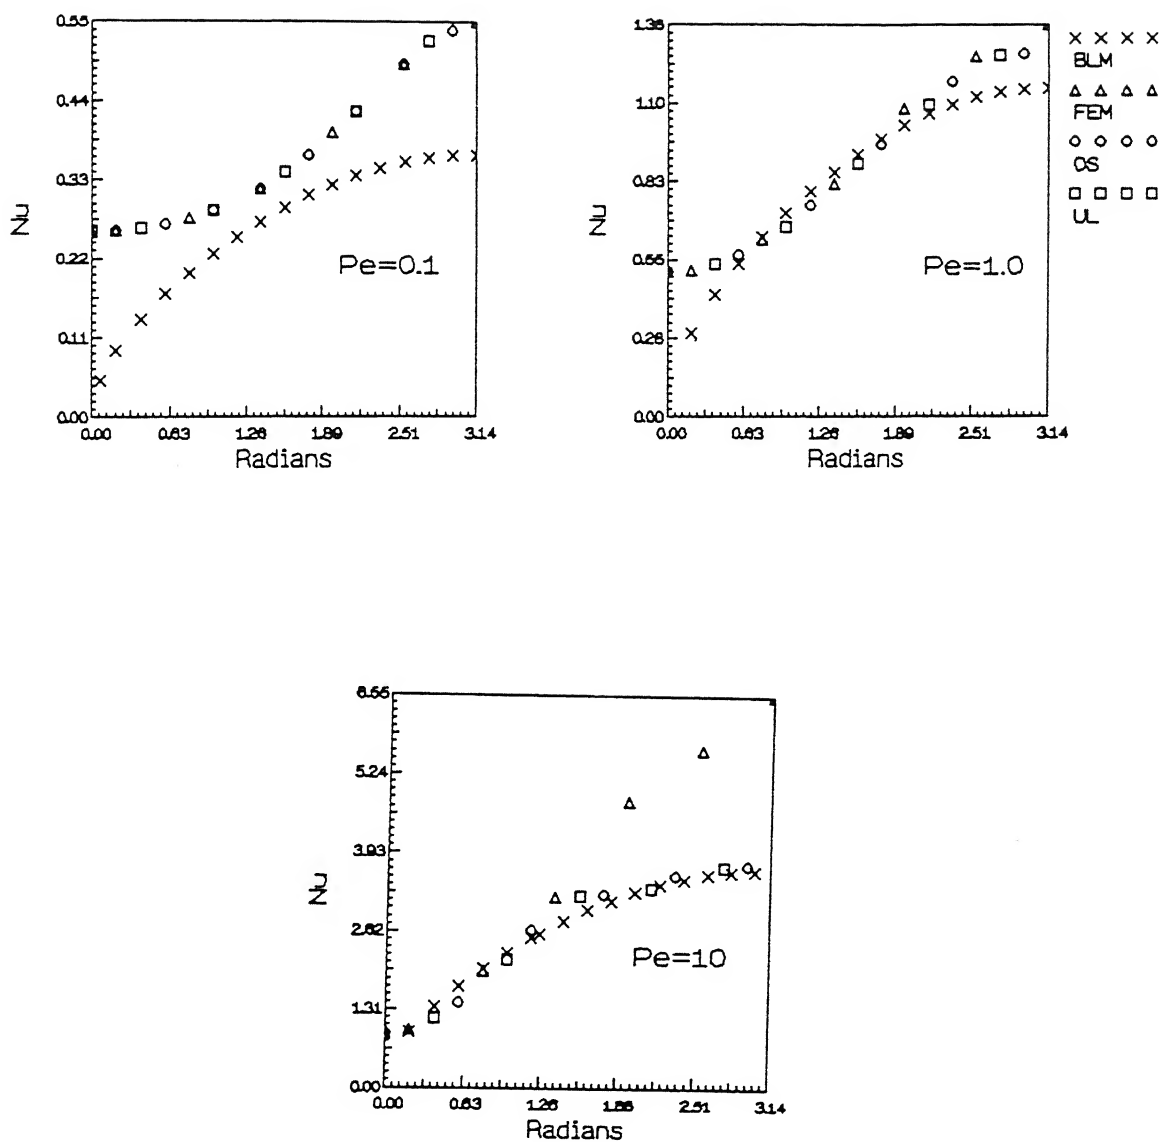 0.55
0.44
0.33
0.22
0.11
0.00
Nu
Pe=0.1
0.00 0.63 1.26 1.89 2.51 3.14
Radians
1.38
1.10
0.83
0.55
0.28
0.00
Nu
Pe=1.0
0.00 0.63 1.26 1.89 2.51 3.14
Radians
BLM
FEM
OS
UL
6.55
5.24
3.93
2.62
1.31
0.00
Nu
Pe=10
0.00 0.63 1.26 1.88 2.51 3.14
Radians